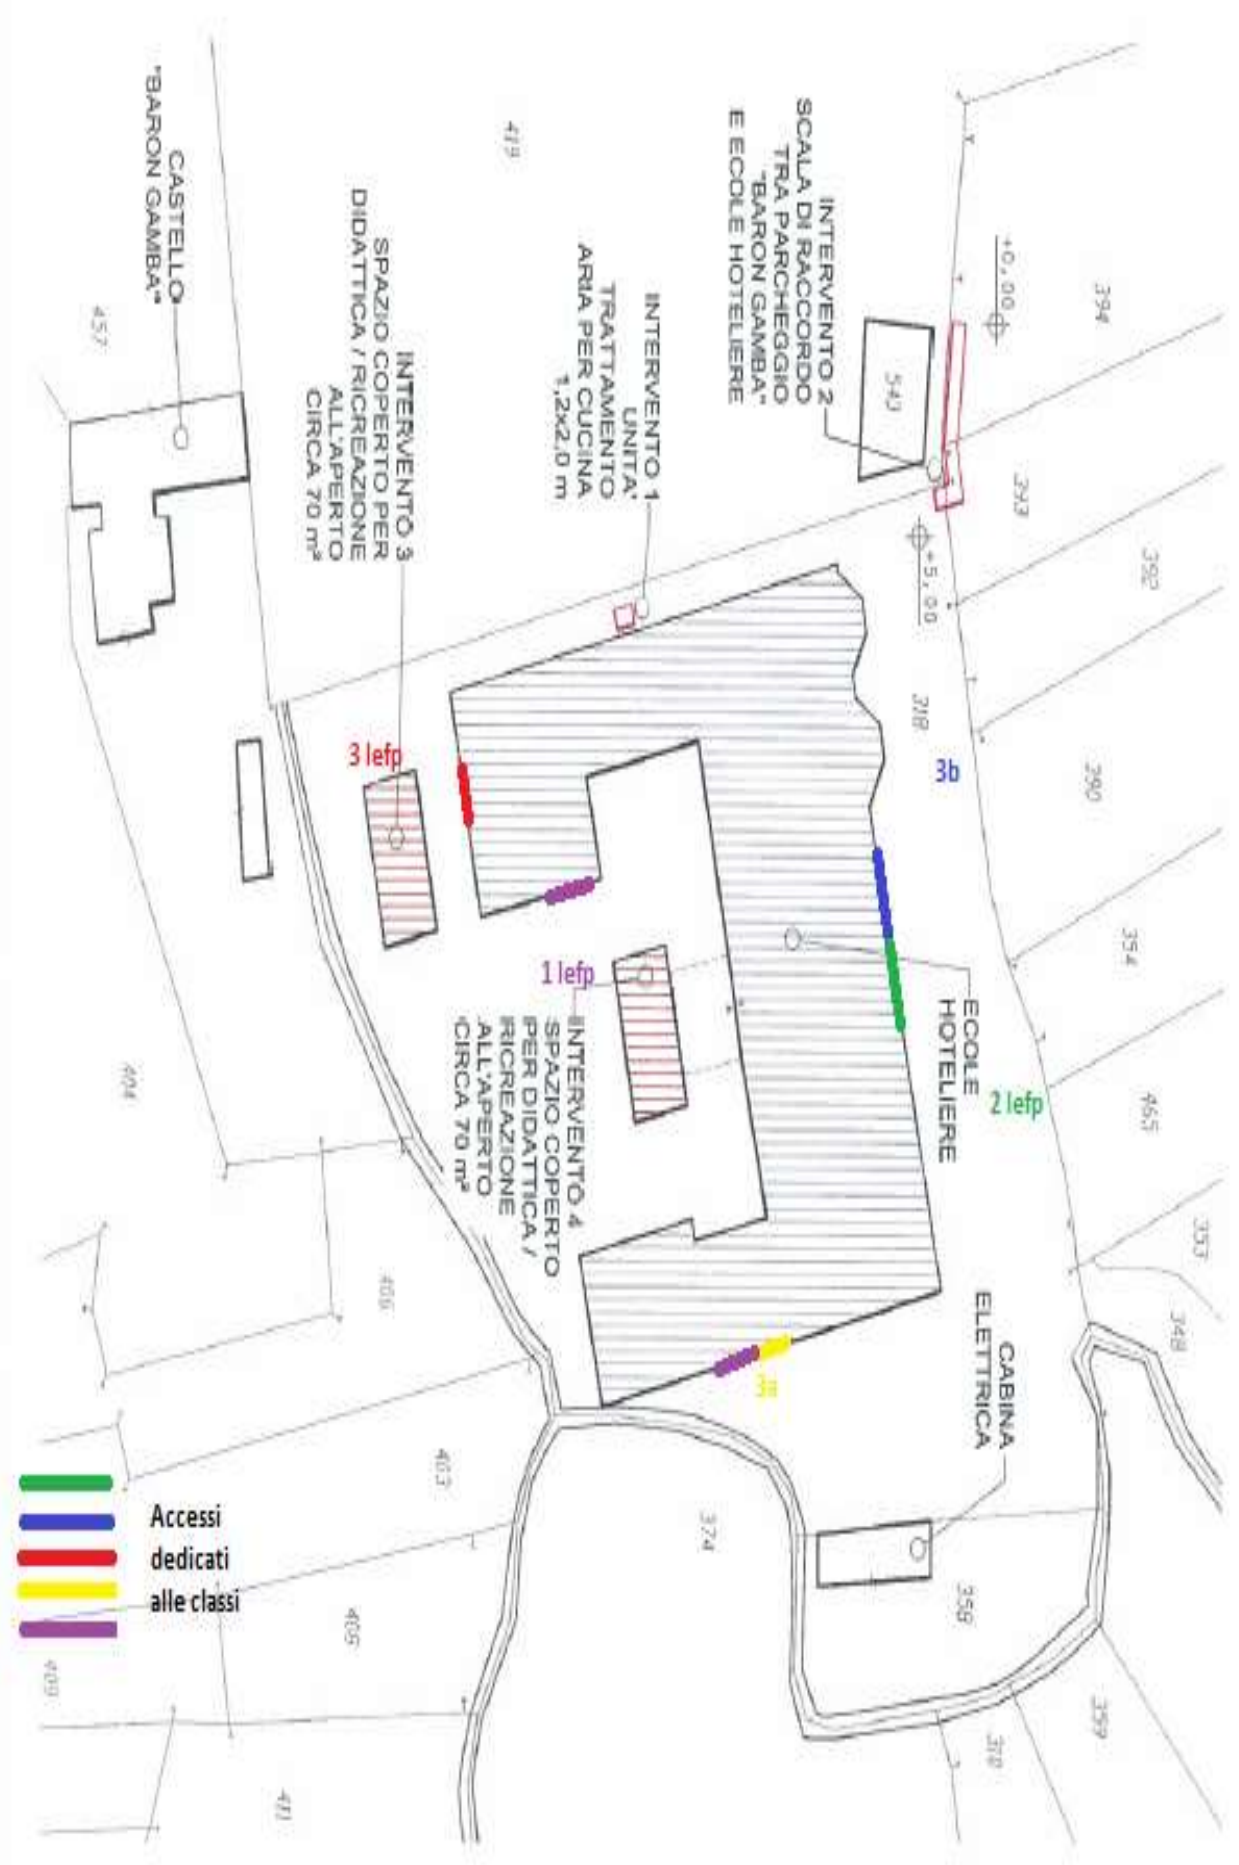 CASTELLO
"BARON GAMBA"
457
419
INTERVENTO 2
SCALA DI RACCORDO
TRA PARCHEGGIO
"BARON GAMBA"
E ECOLE HOTELIERE
+0,00
394
543
393
392
+5,00
INTERVENTO 1
UNITA'
TRATTAMENTO
ARIA PER CUCINA
1,2x2,0 m
INTERVENTO 3
SPAZIO COPERTO PER
DIDATTICA / RICREAZIONE
ALL'APERTO
CIRCA 70 m²
318
3b
390
3 Iefp
1 Iefp
354
ECOLE
HOTELIERE
2 Iefp
465
353
348
INTERVENTO 4
SPAZIO COPERTO
PER DIDATTICA /
RICREAZIONE
ALL'APERTO
CIRCA 70 m²
404
406
CABINA
ELETTRICA
403
374
358
405
409
411
359
Accessi
dedicati
alle classi